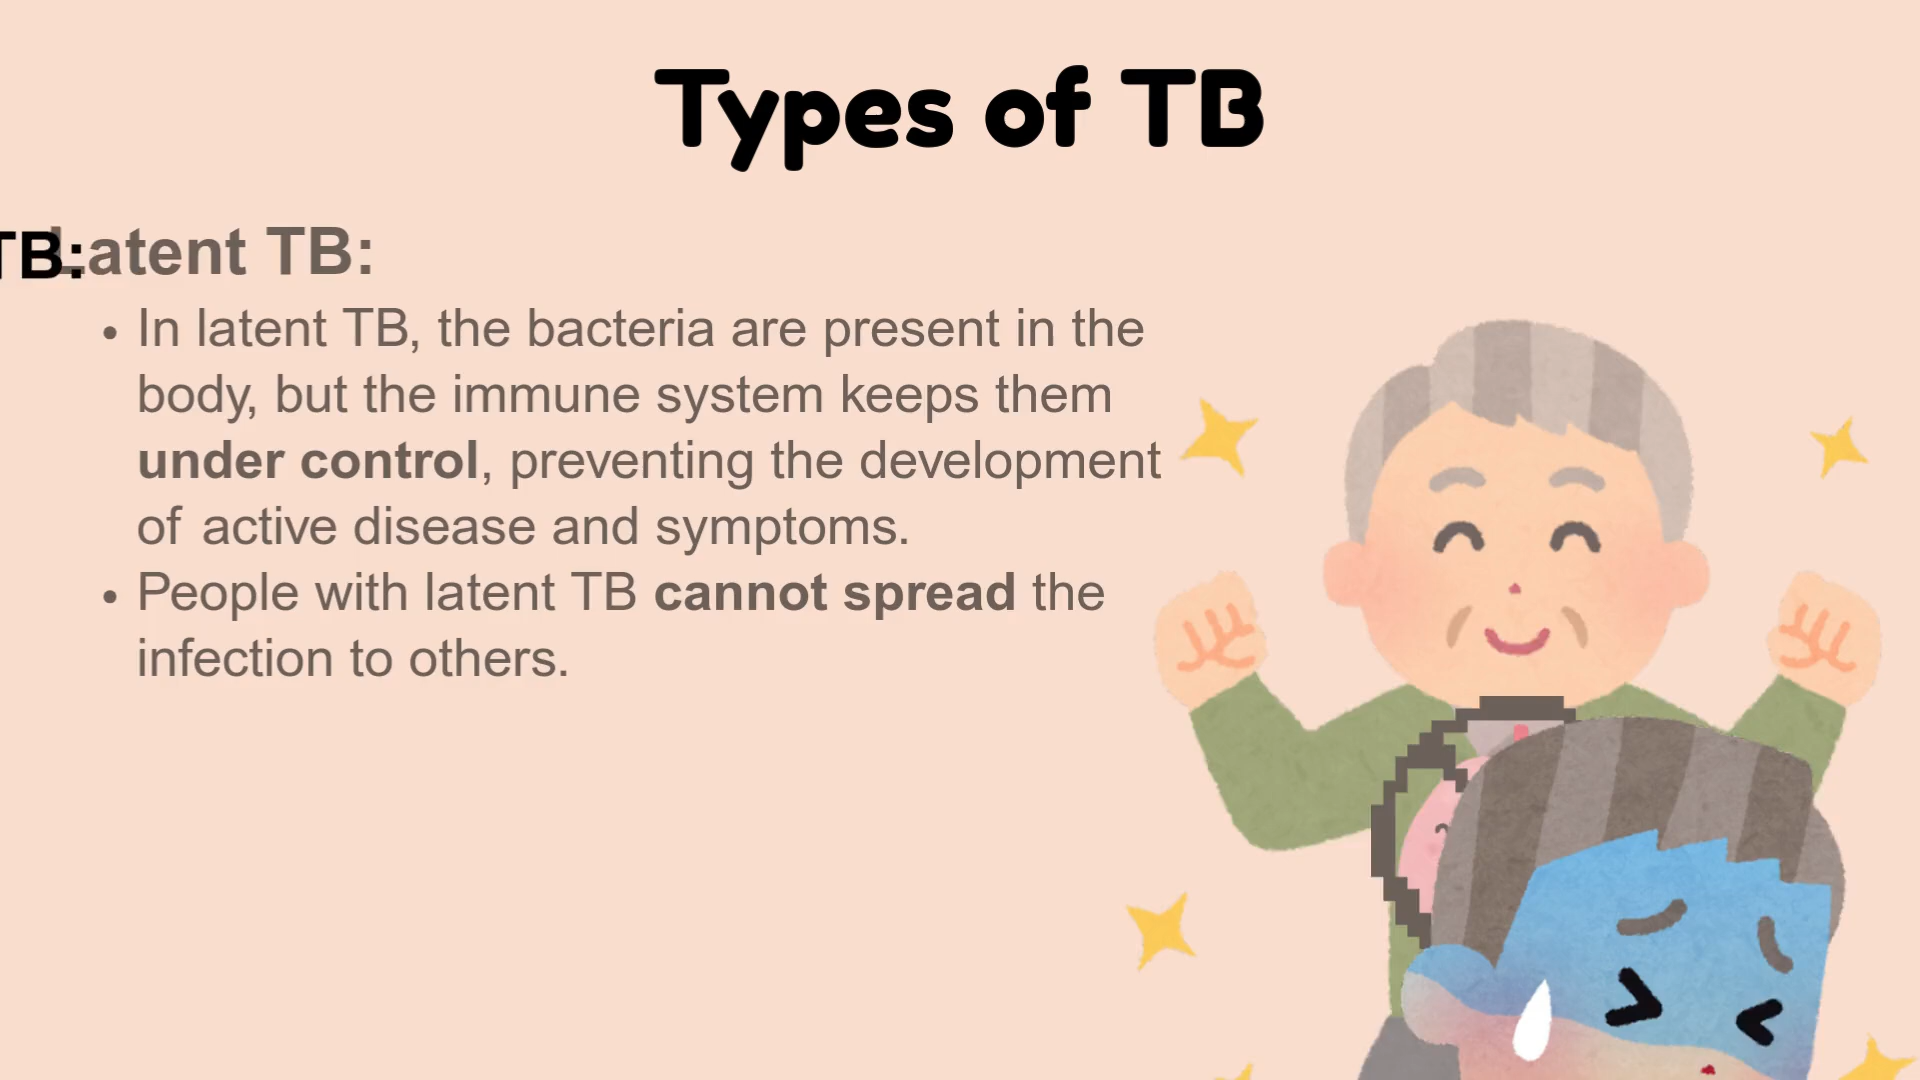 Types of TB
TB:
Latent TB:
• In latent TB, the bacteria are present in the
body, but the immune system keeps them
under control, preventing the development
of active disease and symptoms.
• People with latent TB cannot spread the
infection to others.